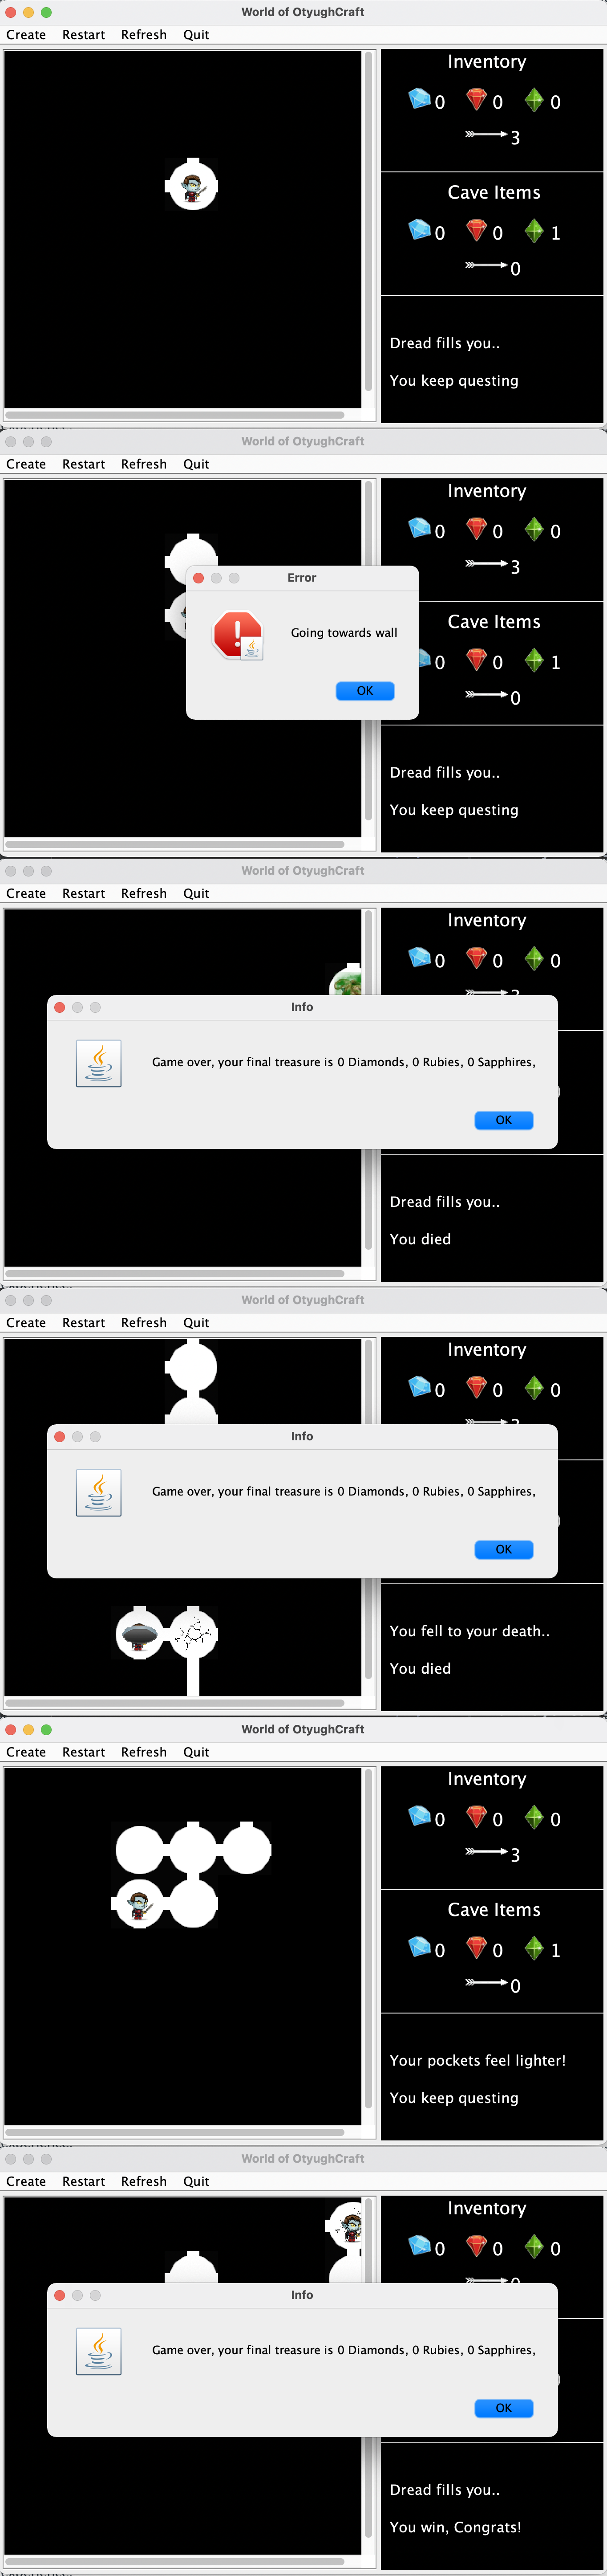 World of OtyughCraft
Create Restart Refresh Quit
Inventory
0 0 0
3
Cave Items
0 0 1
0
Dread fills you..
You keep questing
World of OtyughCraft
Create Restart Refresh Quit
Inventory
0 0 0
3
Error
Going towards wall
OK
Cave Items
0 0 1
0
Dread fills you..
You keep questing
World of OtyughCraft
Create Restart Refresh Quit
Inventory
0 0 0
Info
Game over, your final treasure is 0 Diamonds, 0 Rubies, 0 Sapphires,
OK
Dread fills you..
You died
World of OtyughCraft
Create Restart Refresh Quit
Inventory
0 0 0
Info
Game over, your final treasure is 0 Diamonds, 0 Rubies, 0 Sapphires,
OK
You fell to your death..
You died
World of OtyughCraft
Create Restart Refresh Quit
Inventory
0 0 0
3
Cave Items
0 0 1
0
Your pockets feel lighter!
You keep questing
World of OtyughCraft
Create Restart Refresh Quit
Inventory
0 0 0
Info
Game over, your final treasure is 0 Diamonds, 0 Rubies, 0 Sapphires,
OK
Dread fills you..
You win, Congrats!